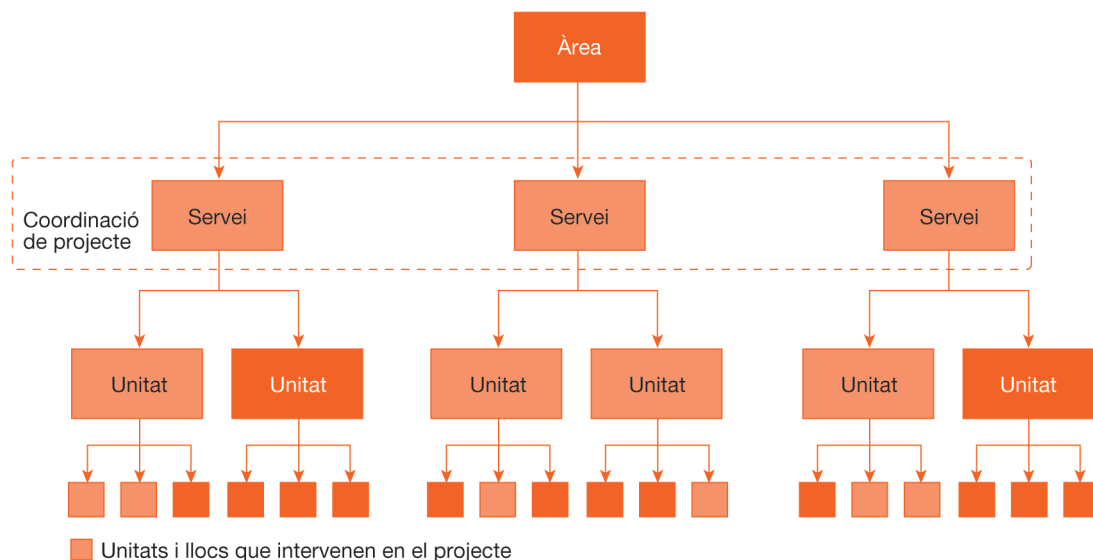 Àrea
Coordinació
de projecte
Servei
Servei
Servei
Unitat
Unitat
Unitat
Unitat
Unitat
Unitat
Unitats i llocs que intervenen en el projecte